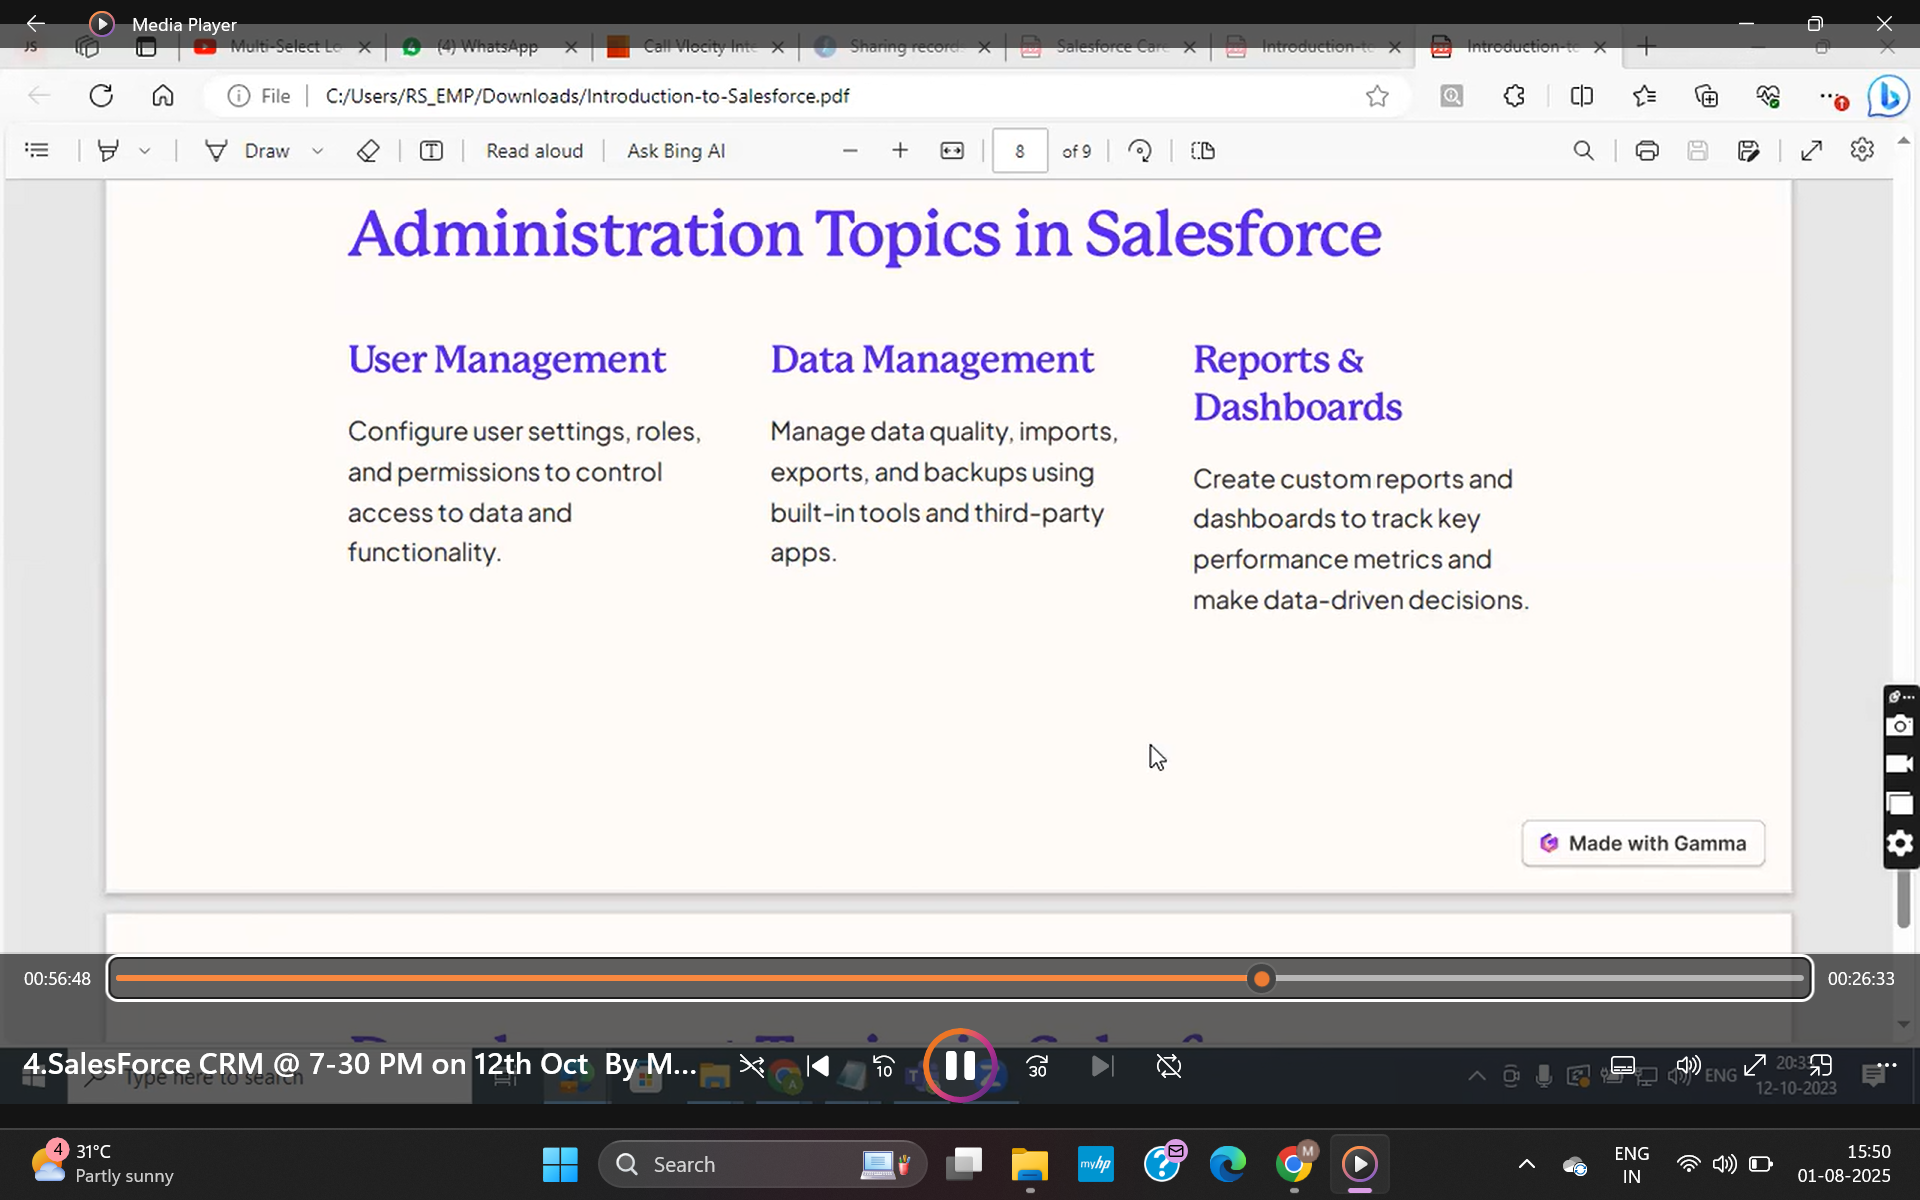 Media Player
JS
Multi-Select Lo
(4) WhatsApp
Call Vlocity Inte
Sharing record
Salesforce Care
Introduction-to
Introduction-to
File
C:/Users/RS_EMP/Downloads/Introduction-to-Salesforce.pdf
Draw
Read aloud
Ask Bing AI
8
of 9
Administration Topics in Salesforce
User Management
Configure user settings, roles,
and permissions to control
access to data and
functionality.
Data Management
Manage data quality, imports,
exports, and backups using
built-in tools and third-party
apps.
Reports &
Dashboards
Create custom reports and
dashboards to track key
performance metrics and
make data-driven decisions.
Made with Gamma
00:56:48
00:26:33
4.SalesForce CRM @ 7-30 PM on 12th Oct By M...
10
30
Type here to search
ENG
12-10-2023
4
31°C
Partly sunny
Search
myhp
M
ENG
IN
15:50
01-08-2025